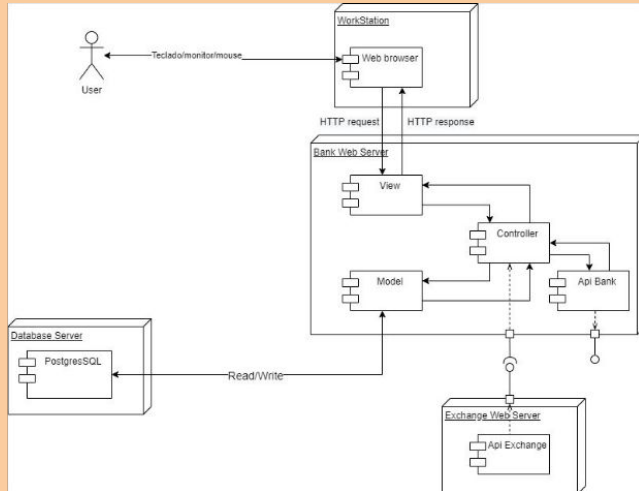 WorkStation
Web browser
Teclado/monitor/mouse
User
HTTP request
HTTP response
Bank Web Server
View
Controller
Model
Api Bank
Database Server
PostgresSQL
Read/Write
Exchange Web Server
Api Exchange